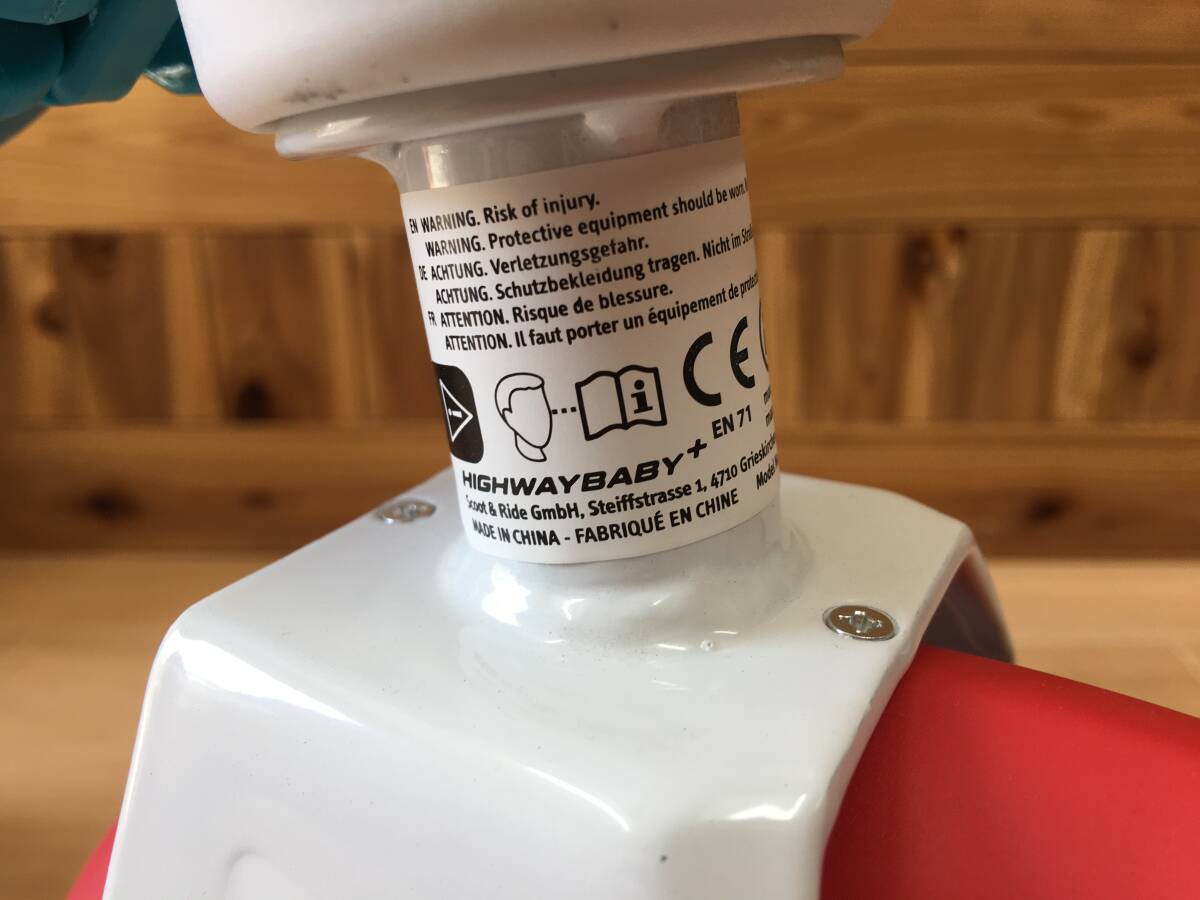 EN WARNING. Risk of injury.
WARNING. Protective equipment should be worn.
DE ACHTUNG. Verletzungsgefahr.
ACHTUNG. Schutzbekleidung tragen. Nicht im
FR ATTENTION. Risque de blessure.
ATTENTION. Il faut porter un équipement de
i
CE
EN 71
HIGHWAYBABY+
Scoot & Ride GmbH, Steiffstrasse 1, 4710
MADE IN CHINA - FABRIQUÉ EN CHINE
Model